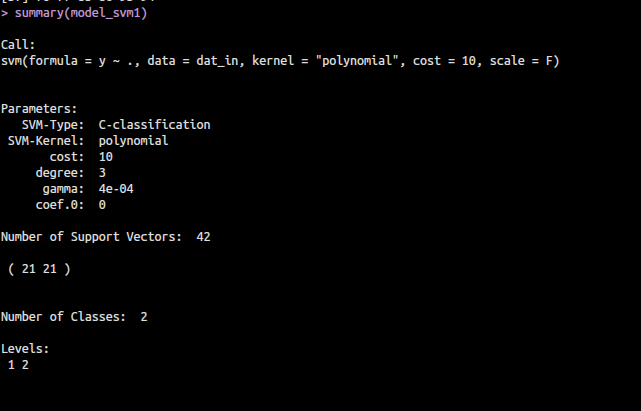 > summary(model_svm1)
Call:
svm(formula = y ~ ., data = dat_in, kernel = "polynomial", cost = 10, scale = F)
Parameters:
SVM-Type: C-classification
SVM-Kernel: polynomial
cost: 10
degree: 3
gamma: 4e-04
coef.0: 0
Number of Support Vectors: 42
( 21 21 )
Number of Classes: 2
Levels:
1 2